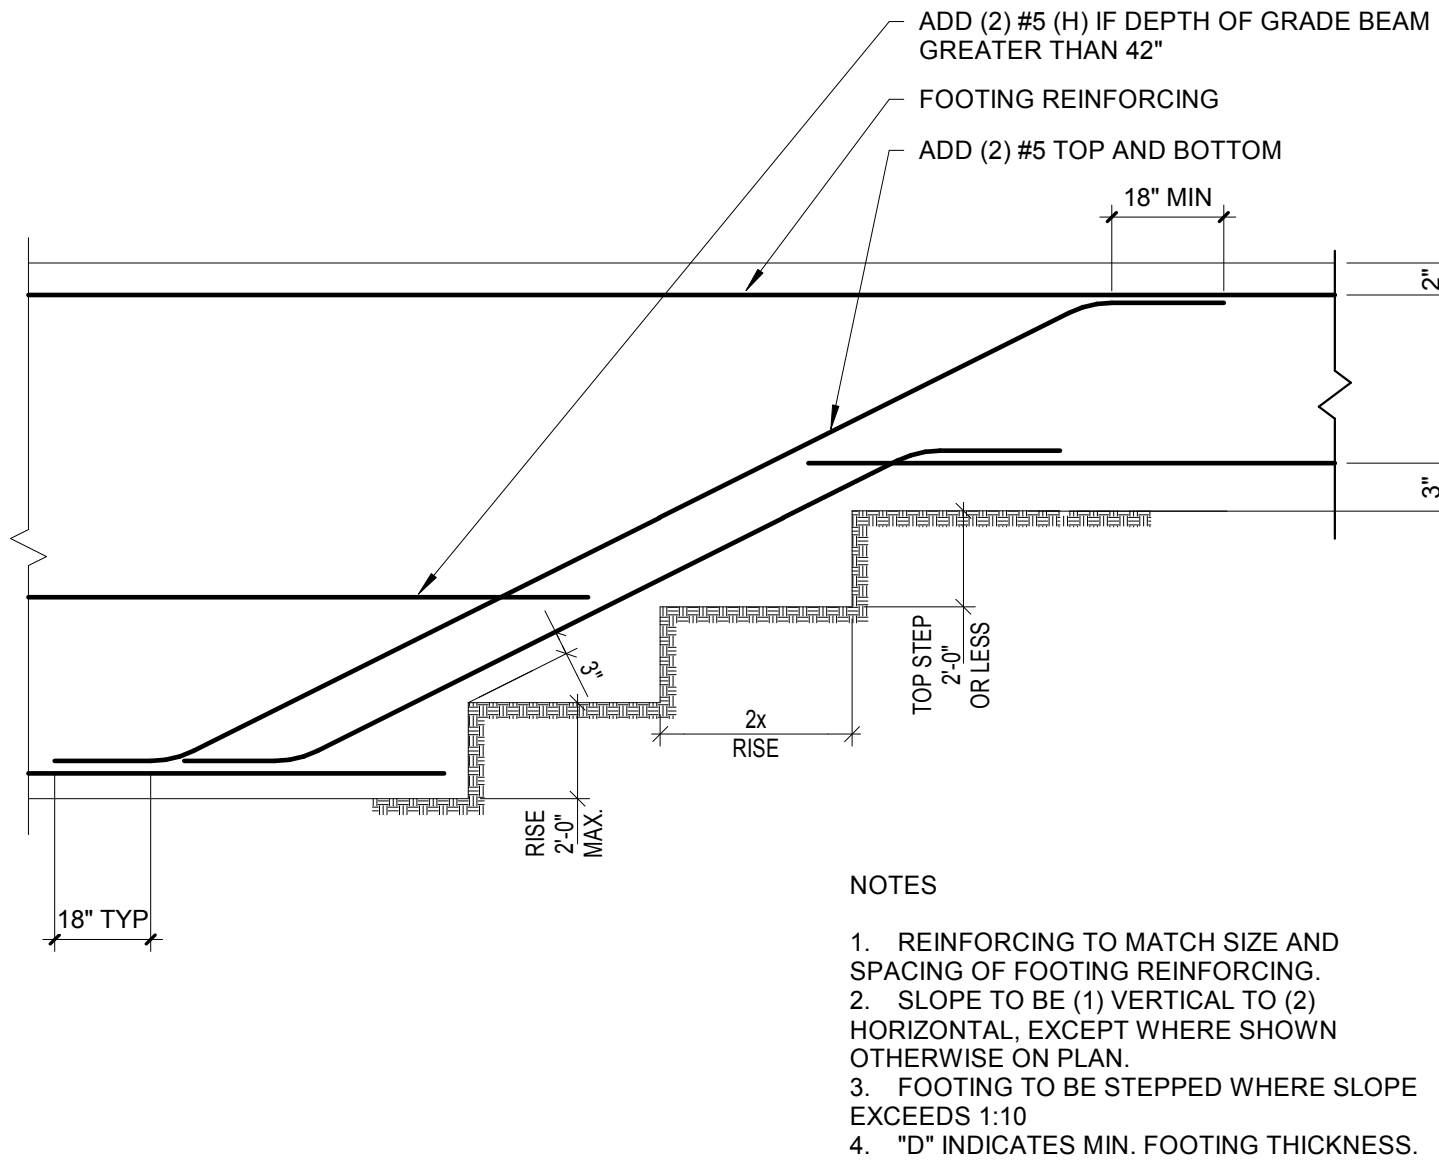 ADD (2) #5 (H) IF DEPTH OF GRADE BEAM
GREATER THAN 42"
FOOTING REINFORCING
ADD (2) #5 TOP AND BOTTOM
18" MIN
2"
3"
TOP STEP
2'-0"
OR LESS
3"
2x
RISE
RISE
2'-0"
MAX.
18" TYP
NOTES
1. REINFORCING TO MATCH SIZE AND
SPACING OF FOOTING REINFORCING.
2. SLOPE TO BE (1) VERTICAL TO (2)
HORIZONTAL, EXCEPT WHERE SHOWN
OTHERWISE ON PLAN.
3. FOOTING TO BE STEPPED WHERE SLOPE
EXCEEDS 1:10
4. "D" INDICATES MIN. FOOTING THICKNESS.